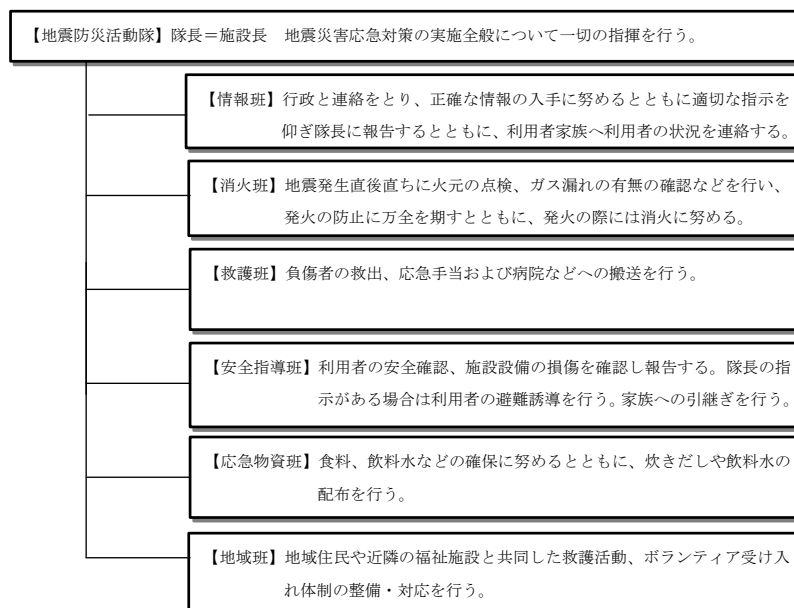 【地震防災活動隊】隊長＝施設長　地震災害応急対策の実施全般について一切の指揮を行う。
【情報班】行政と連絡をとり、正確な情報の入手に努めるとともに適切な指示を
仰ぎ隊長に報告するとともに、利用者家族へ利用者の状況を連絡する。
【消火班】地震発生直後直ちに火元の点検、ガス漏れの有無の確認などを行い、
発火の防止に万全を期すとともに、発火の際には消火に努める。
【救護班】負傷者の救出、応急手当および病院などへの搬送を行う。
【安全指導班】利用者の安全確認、施設設備の損傷を確認し報告する。隊長の指
示がある場合は利用者の避難誘導を行う。家族への引継ぎを行う。
【応急物資班】食料、飲料水などの確保に努めるとともに、炊きだしや飲料水の
配布を行う。
【地域班】地域住民や近隣の福祉施設と共同した救護活動、ボランティア受け入
れ体制の整備・対応を行う。